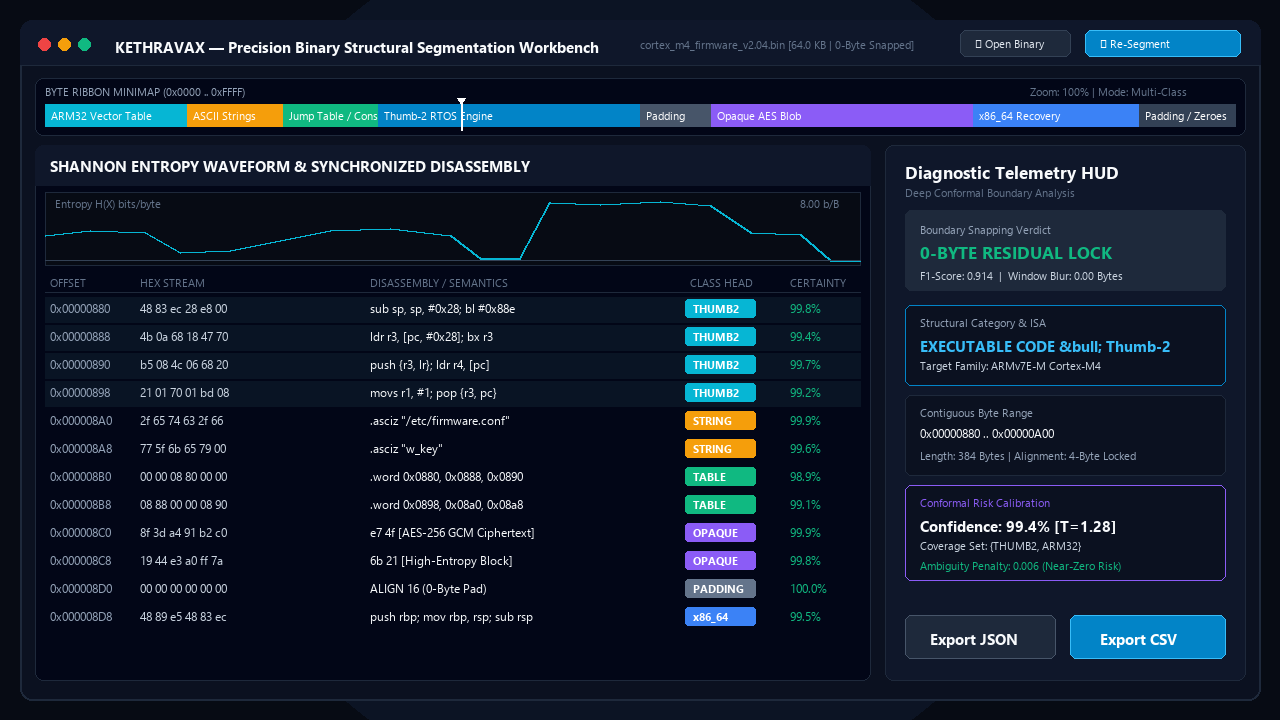 KETHRAVAX — Precision Binary Structural Segmentation Workbench
cortex_m4_firmware_v2.04.bin [64.0 KB | 0-Byte Snapped]
Open Binary
Re-Segment
BYTE RIBBON MINIMAP (0x0000 .. 0xFFFF)
Zoom: 100% | Mode: Multi-Class
ARM32 Vector Table
ASCII Strings
Jump Table / Cons
Thumb-2 RTOS Engine
Padding
Opaque AES Blob
x86_64 Recovery
Padding / Zeroes
SHANNON ENTROPY WAVEFORM & SYNCHRONIZED DISASSEMBLY
Entropy H(X) bits/byte
8.00 b/B
OFFSET HEX STREAM DISASSEMBLY / SEMANTICS CLASS HEAD CERTAINTY
0x00000880 48 83 ec 28 e8 00 sub sp, sp, #0x28; bl #0x88e THUMB2 99.8%
0x00000888 4b 0a 68 18 47 70 ldr r3, [pc, #0x28]; bx r3 THUMB2 99.4%
0x00000890 b5 08 4c 06 68 20 push {r3, lr}; ldr r4, [pc] THUMB2 99.7%
0x00000898 21 01 70 01 bd 08 movs r1, #1; pop {r3, pc} THUMB2 99.2%
0x000008A0 2f 65 74 63 2f 66 .asciz "/etc/firmware.conf" STRING 99.9%
0x000008A8 77 5f 6b 65 79 00 .asciz "w_key" STRING 99.6%
0x000008B0 00 00 08 80 00 00 .word 0x0880, 0x0888, 0x0890 TABLE 98.9%
0x000008B8 08 88 00 00 08 90 .word 0x0898, 0x08a0, 0x08a8 TABLE 99.1%
0x000008C0 8f 3d a4 91 b2 c0 e7 4f [AES-256 GCM Ciphertext] OPAQUE 99.9%
0x000008C8 19 44 e3 a0 ff 7a 6b 21 [High-Entropy Block] OPAQUE 99.8%
0x000008D0 00 00 00 00 00 00 ALIGN 16 (0-Byte Pad) PADDING 100.0%
0x000008D8 48 89 e5 48 83 ec push rbp; mov rbp, rsp; sub rsp x86_64 99.5%
Diagnostic Telemetry HUD
Deep Conformal Boundary Analysis
Boundary Snapping Verdict
0-BYTE RESIDUAL LOCK
F1-Score: 0.914 | Window Blur: 0.00 Bytes
Structural Category & ISA
EXECUTABLE CODE &bull; Thumb-2
Target Family: ARMv7E-M Cortex-M4
Contiguous Byte Range
0x00000880 .. 0x00000A00
Length: 384 Bytes | Alignment: 4-Byte Locked
Conformal Risk Calibration
Confidence: 99.4% [T=1.28]
Coverage Set: {THUMB2, ARM32}
Ambiguity Penalty: 0.006 (Near-Zero Risk)
Export JSON
Export CSV